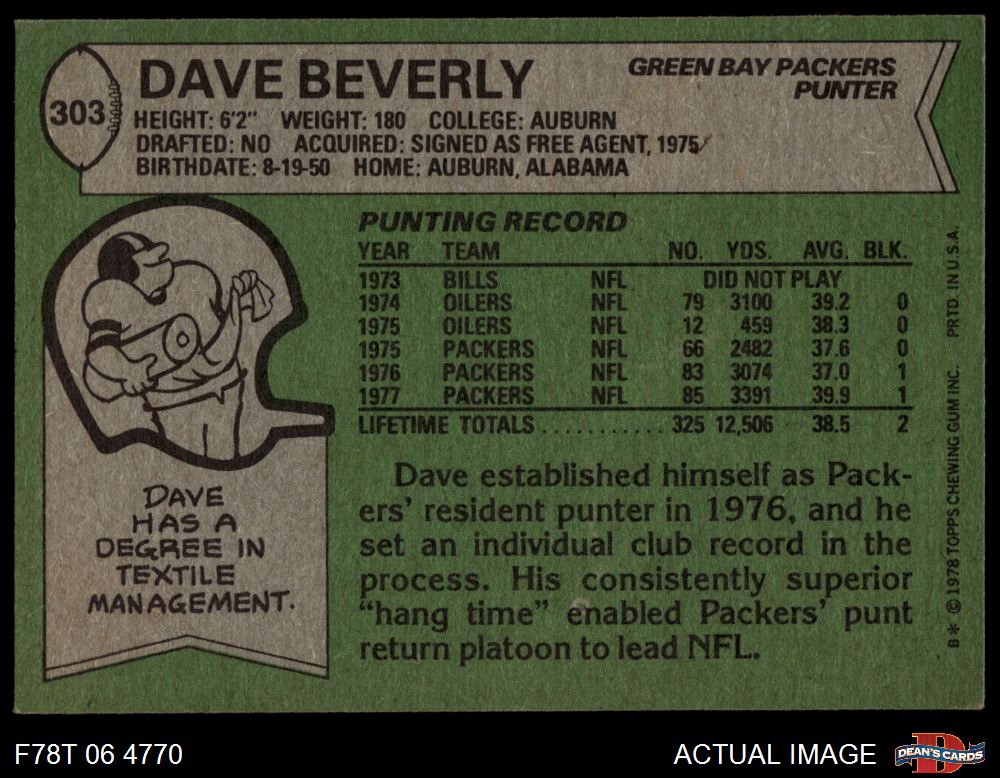 303
DAVE BEVERLY
GREEN BAY PACKERS
PUNTER
HEIGHT: 6'2" WEIGHT: 180 COLLEGE: AUBURN
DRAFTED: NO ACQUIRED: SIGNED AS FREE AGENT, 1975
BIRTHDATE: 8-19-50 HOME: AUBURN, ALABAMA
PUNTING RECORD
YEAR TEAM NO. YDS. AVG. BLK.
1973 BILLS NFL DID NOT PLAY
1974 OILERS NFL 79 3100 39.2 0
1975 OILERS NFL 12 459 38.3 0
1975 PACKERS NFL 66 2482 37.6 0
1976 PACKERS NFL 83 3074 37.0 1
1977 PACKERS NFL 85 3391 39.9 1
LIFETIME TOTALS........... 325 12,506 38.5 2
DAVE
HAS A
DEGREE IN
TEXTILE
MANAGEMENT.
Dave established himself as Pack-
ers' resident punter in 1976, and he
set an individual club record in the
process. His consistently superior
"hang time" enabled Packers' punt
return platoon to lead NFL.
B* © 1978 TOPPS CHEWING GUM INC. PRTD. IN U.S.A.
F78T 06 4770
ACTUAL IMAGE
DEAN'S CARDS